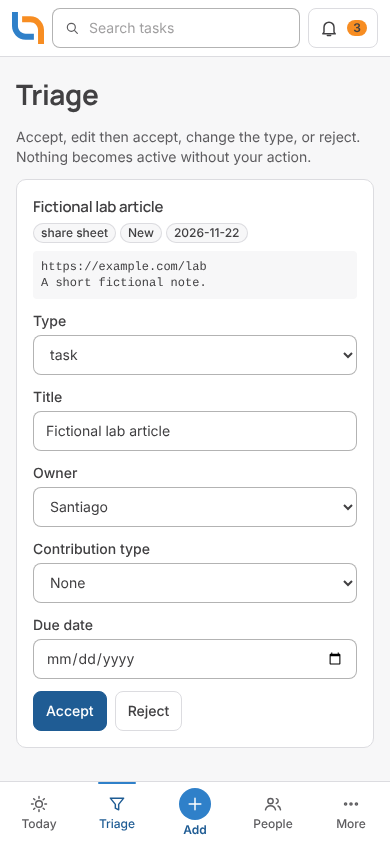 Search tasks
3
Triage
Accept, edit then accept, change the type, or reject.
Nothing becomes active without your action.
Fictional lab article
share sheet New 2026-11-22
https://example.com/lab
A short fictional note.
Type
task
Title
Fictional lab article
Owner
Santiago
Contribution type
None
Due date
mm/dd/yyyy
Accept Reject
Today Triage Add People More